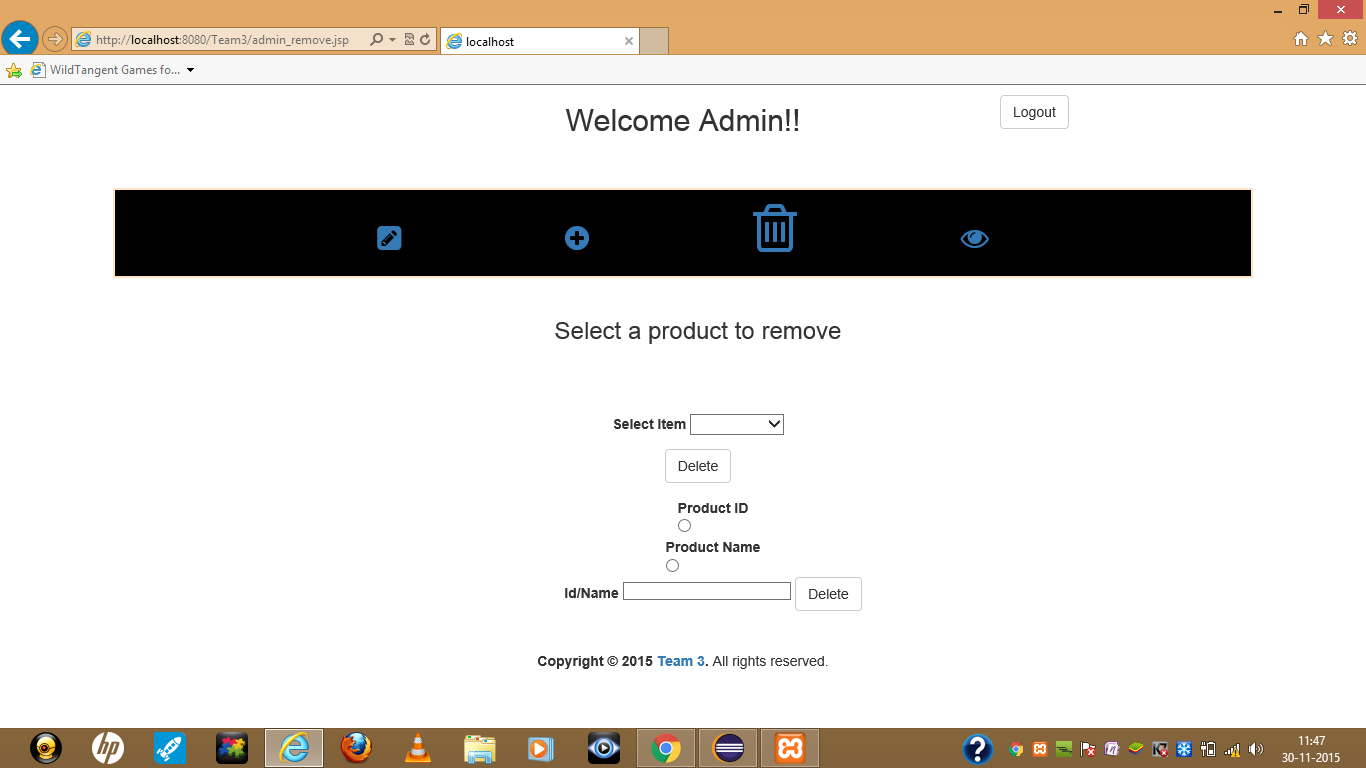 http://localhost:8080/Team3/admin_remove.jsp
localhost
WildTangent Games fo...
Welcome Admin!!
Logout
Select a product to remove
Select Item
Delete
Product ID
Product Name
Id/Name
Delete
Copyright © 2015 Team 3. All rights reserved.
hp
11:47
30-11-2015